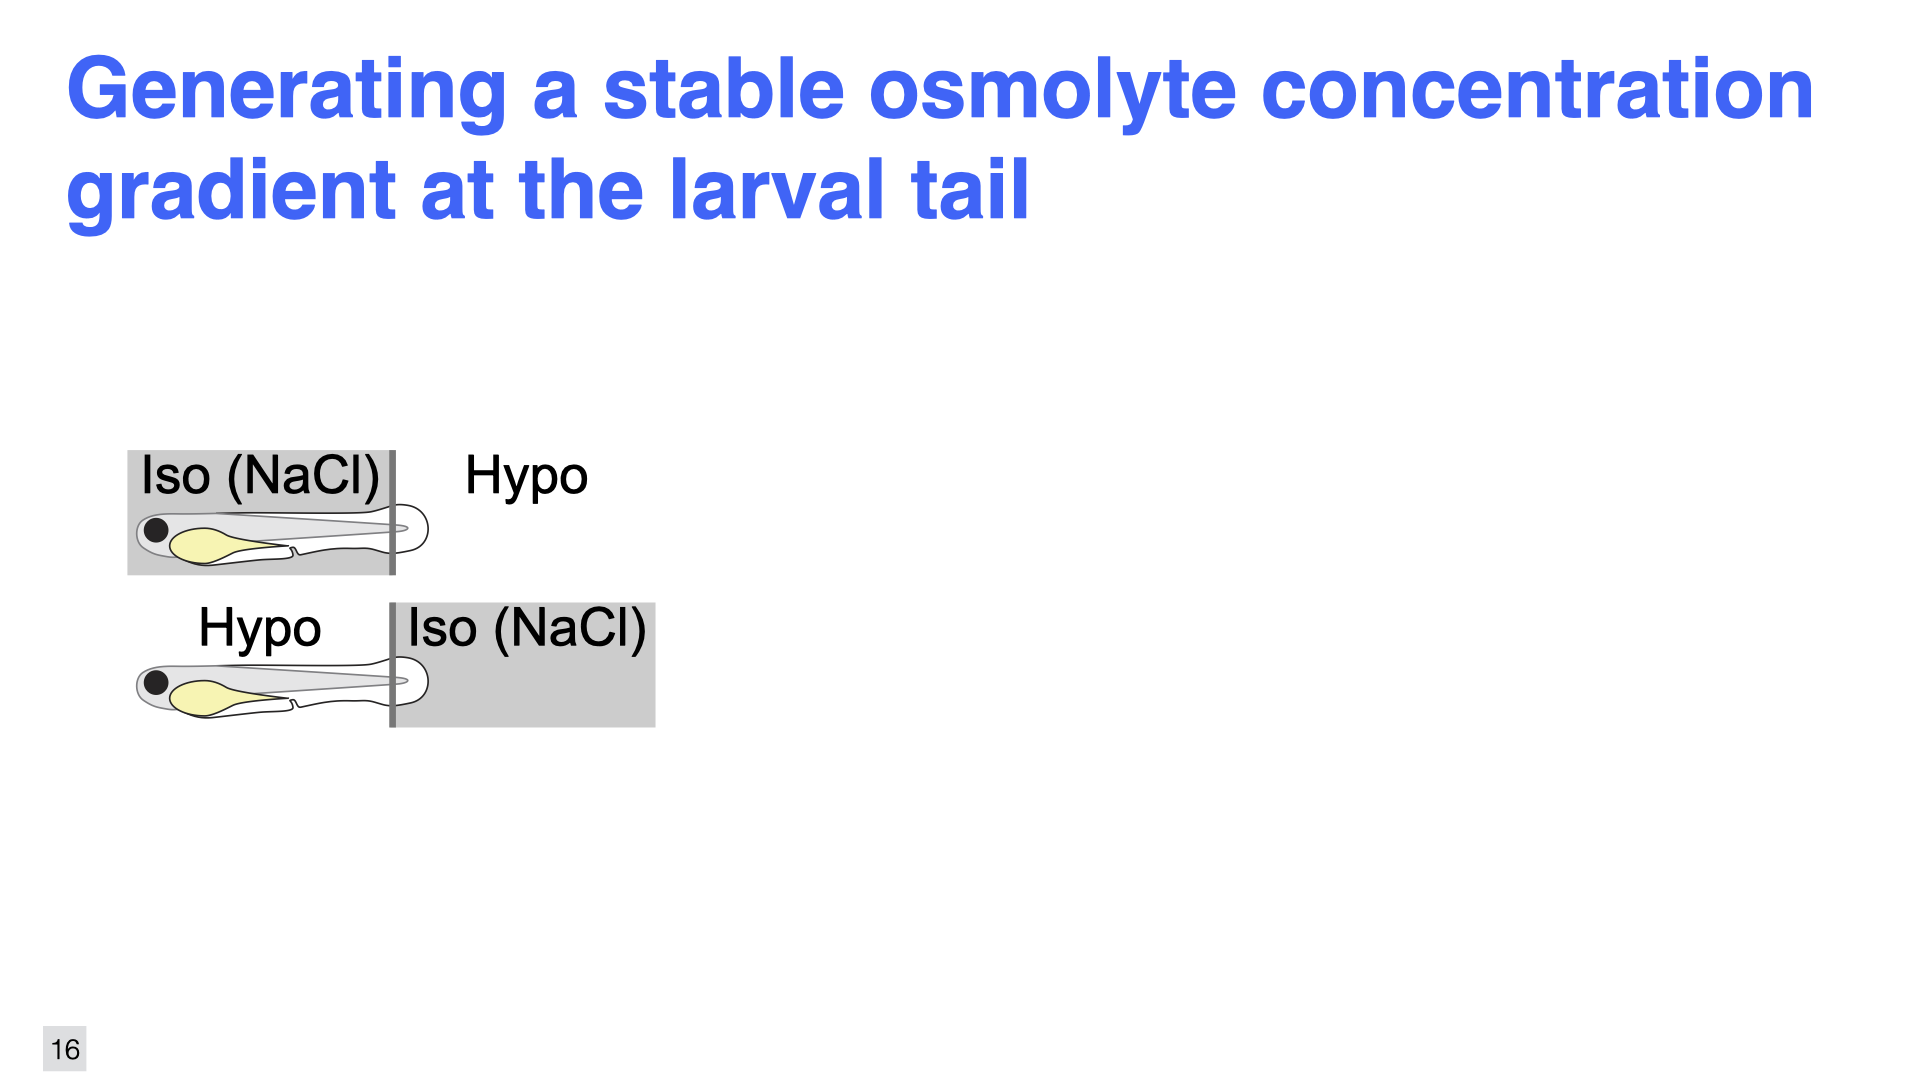 Generating a stable osmolyte concentration
gradient at the larval tail
Iso (NaCl)
Hypo
Hypo
Iso (NaCl)
16